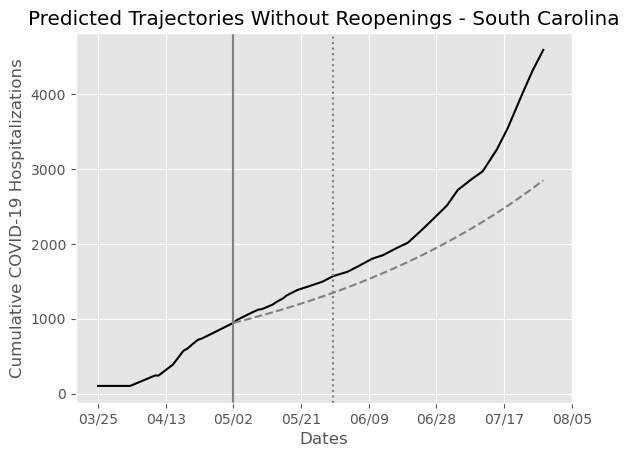 Predicted Trajectories Without Reopenings - South Carolina
Cumulative COVID-19 Hospitalizations
4000
3000
2000
1000
0
03/25 04/13 05/02 05/21 06/09 06/28 07/17 08/05
Dates